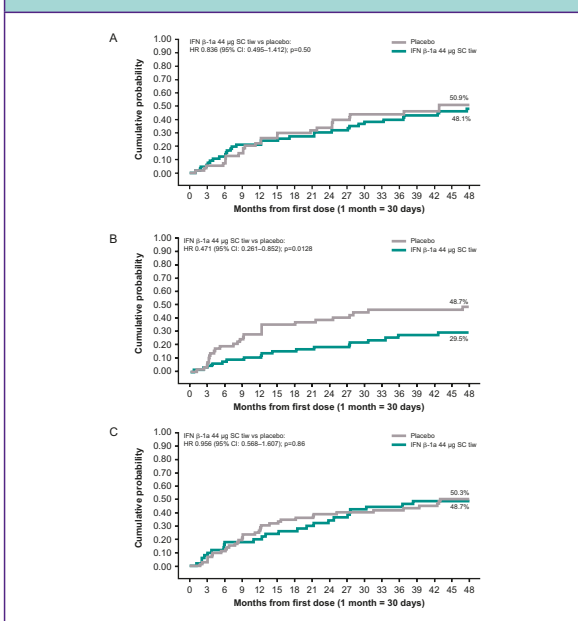 A
IFN β-1a 44 μg SC tiw vs placebo:
HR 0.836 (95% CI: 0.495–1.412); p=0.50
Placebo
IFN β-1a 44 μg SC tiw
Cumulative probability
1.00
0.90
0.80
0.70
0.60
0.50
0.40
0.30
0.20
0.10
0.00
50.9%
48.1%
0 3 6 9 12 15 18 21 24 27 30 33 36 39 42 45 48
Months from first dose (1 month = 30 days)
B
IFN β-1a 44 μg SC tiw vs placebo:
HR 0.471 (95% CI: 0.261–0.852); p=0.0128
Placebo
IFN β-1a 44 μg SC tiw
Cumulative probability
1.00
0.90
0.80
0.70
0.60
0.50
0.40
0.30
0.20
0.10
0.00
48.7%
29.5%
0 3 6 9 12 15 18 21 24 27 30 33 36 39 42 45 48
Months from first dose (1 month = 30 days)
C
IFN β-1a 44 μg SC tiw vs placebo:
HR 0.956 (95% CI: 0.568–1.607); p=0.86
Placebo
IFN β-1a 44 μg SC tiw
Cumulative probability
1.00
0.90
0.80
0.70
0.60
0.50
0.40
0.30
0.20
0.10
0.00
50.3%
48.7%
0 3 6 9 12 15 18 21 24 27 30 33 36 39 42 45 48
Months from first dose (1 month = 30 days)